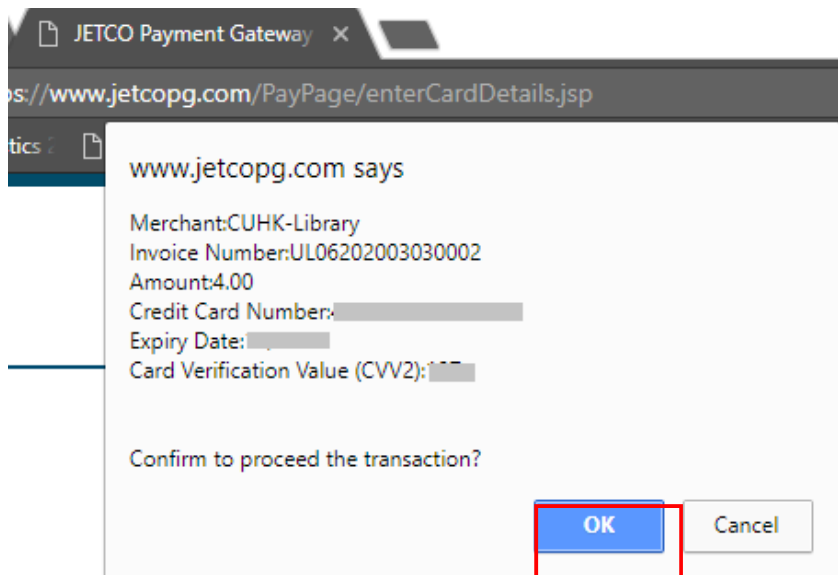 JETCO Payment Gateway
os://www.jetcopg.com/PayPage/enterCardDetails.jsp
tics
www.jetcopg.com says
Merchant:CUHK-Library
Invoice Number:UL06202003030002
Amount:4.00
Credit Card Number:
Expiry Date:
Card Verification Value (CVV2):
Confirm to proceed the transaction?
OK Cancel